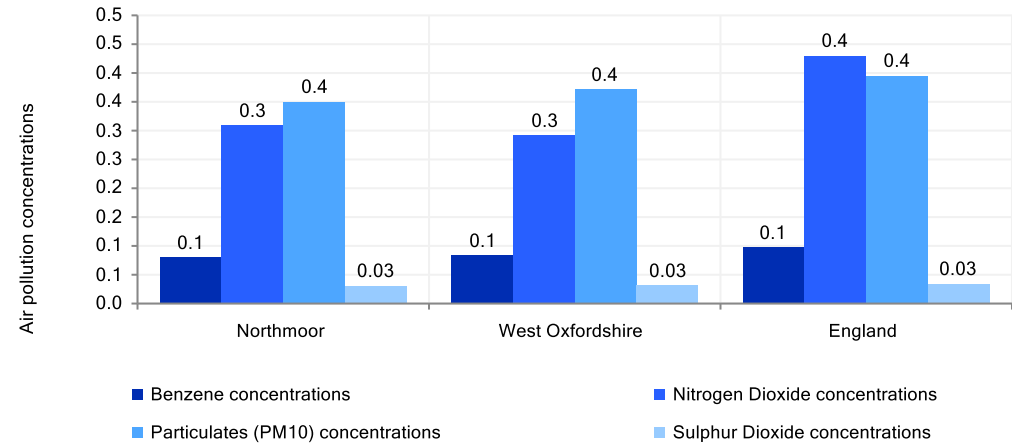 Air pollution concentrations
0.5
0.5
0.4
0.4
0.3
0.3
0.2
0.2
0.1
0.1
0.0
0.1
0.3
0.4
0.03
0.1
0.3
0.4
0.03
0.1
0.4
0.4
0.03
Northmoor
West Oxfordshire
England
Benzene concentrations
Nitrogen Dioxide concentrations
Particulates (PM10) concentrations
Sulphur Dioxide concentrations